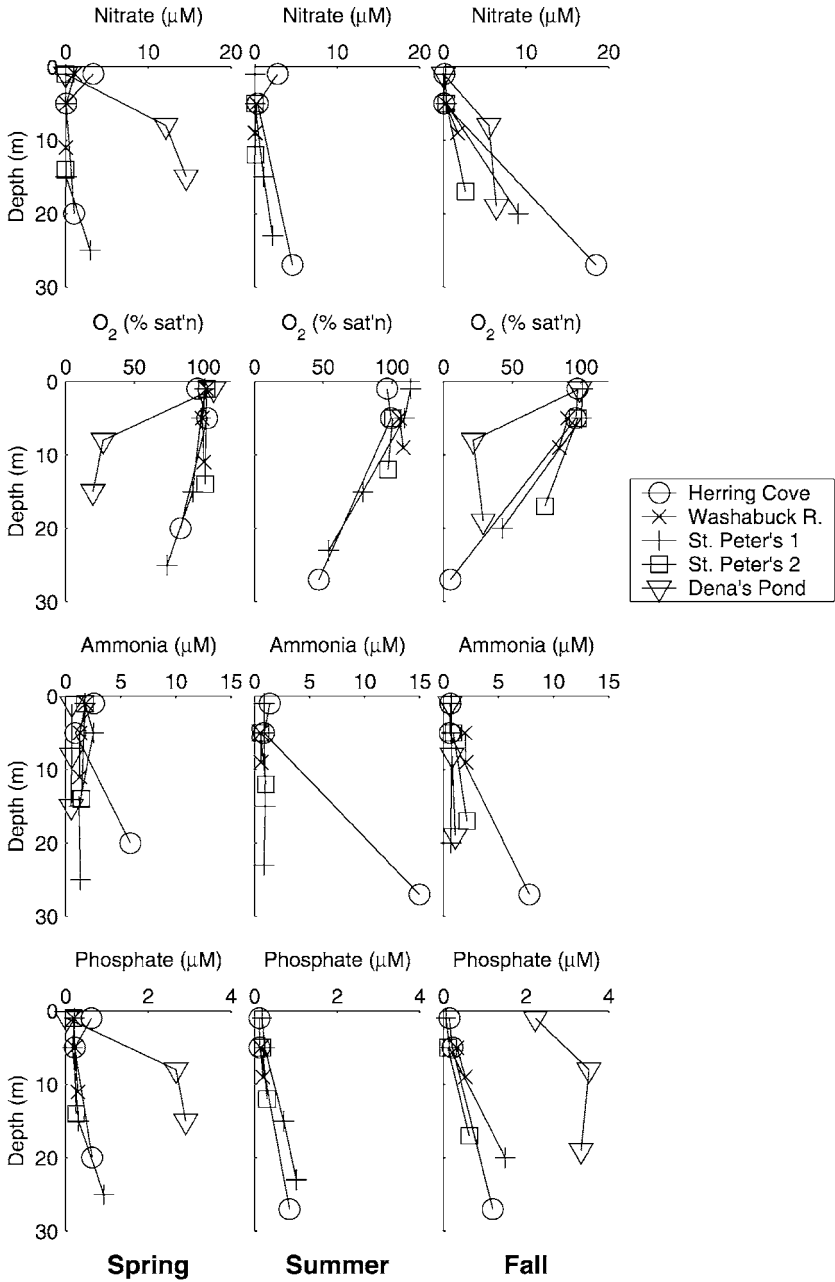 Nitrate (μM) Nitrate (μM) Nitrate (μM)
0 10 20 0 10 20 0 10 20
0
10
20
30
Depth (m)
O2 (% sat'n) O2 (% sat'n) O2 (% sat'n)
0 50 100 0 50 100 0 50 100
0
10
20
30
Depth (m)
Herring Cove
Washabuck R.
St. Peter's 1
St. Peter's 2
Dena's Pond
Ammonia (μM) Ammonia (μM) Ammonia (μM)
0 5 10 15 0 5 10 15 0 5 10 15
0
10
20
30
Depth (m)
Phosphate (μM) Phosphate (μM) Phosphate (μM)
0 2 4 0 2 4 0 2 4
0
10
20
30
Depth (m)
Spring Summer Fall